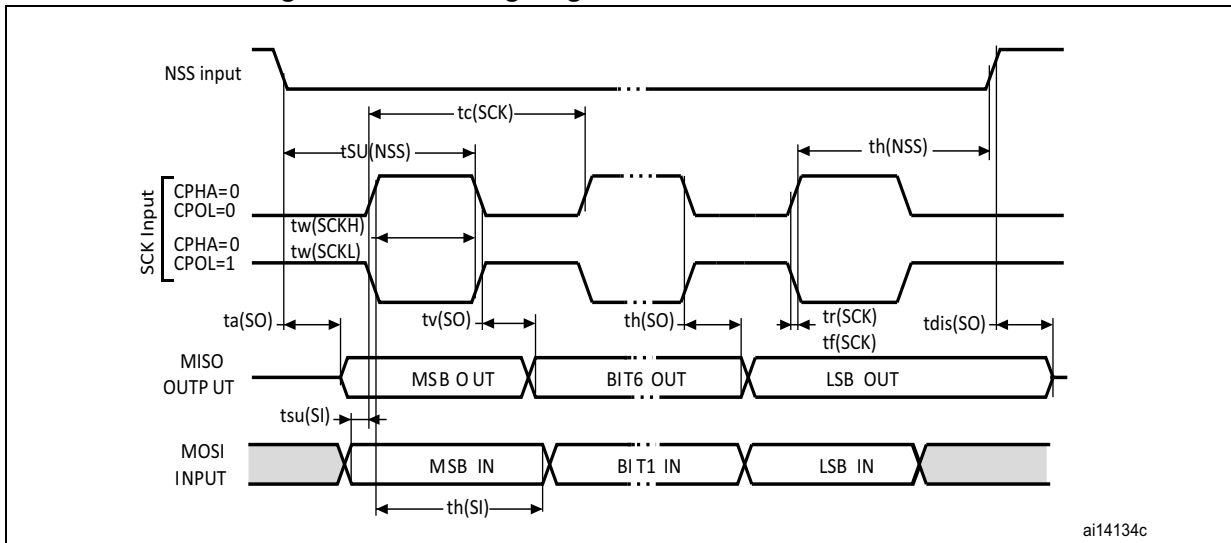 NSS input
tc(SCK)
tSU(NSS)
th(NSS)
SCK Input
CPHA=0
CPOL=0
tw(SCKH)
CPHA=0
tw(SCKL)
CPOL=1
ta(SO)
tv(SO)
th(SO)
tr(SCK)
tf(SCK)
tdis(SO)
MISO
OUTP UT
MSB O UT
BIT6 OUT
LSB OUT
tsu(SI)
MOSI
INPUT
MSB IN
BI T1 IN
LSB IN
th(SI)
ai14134c